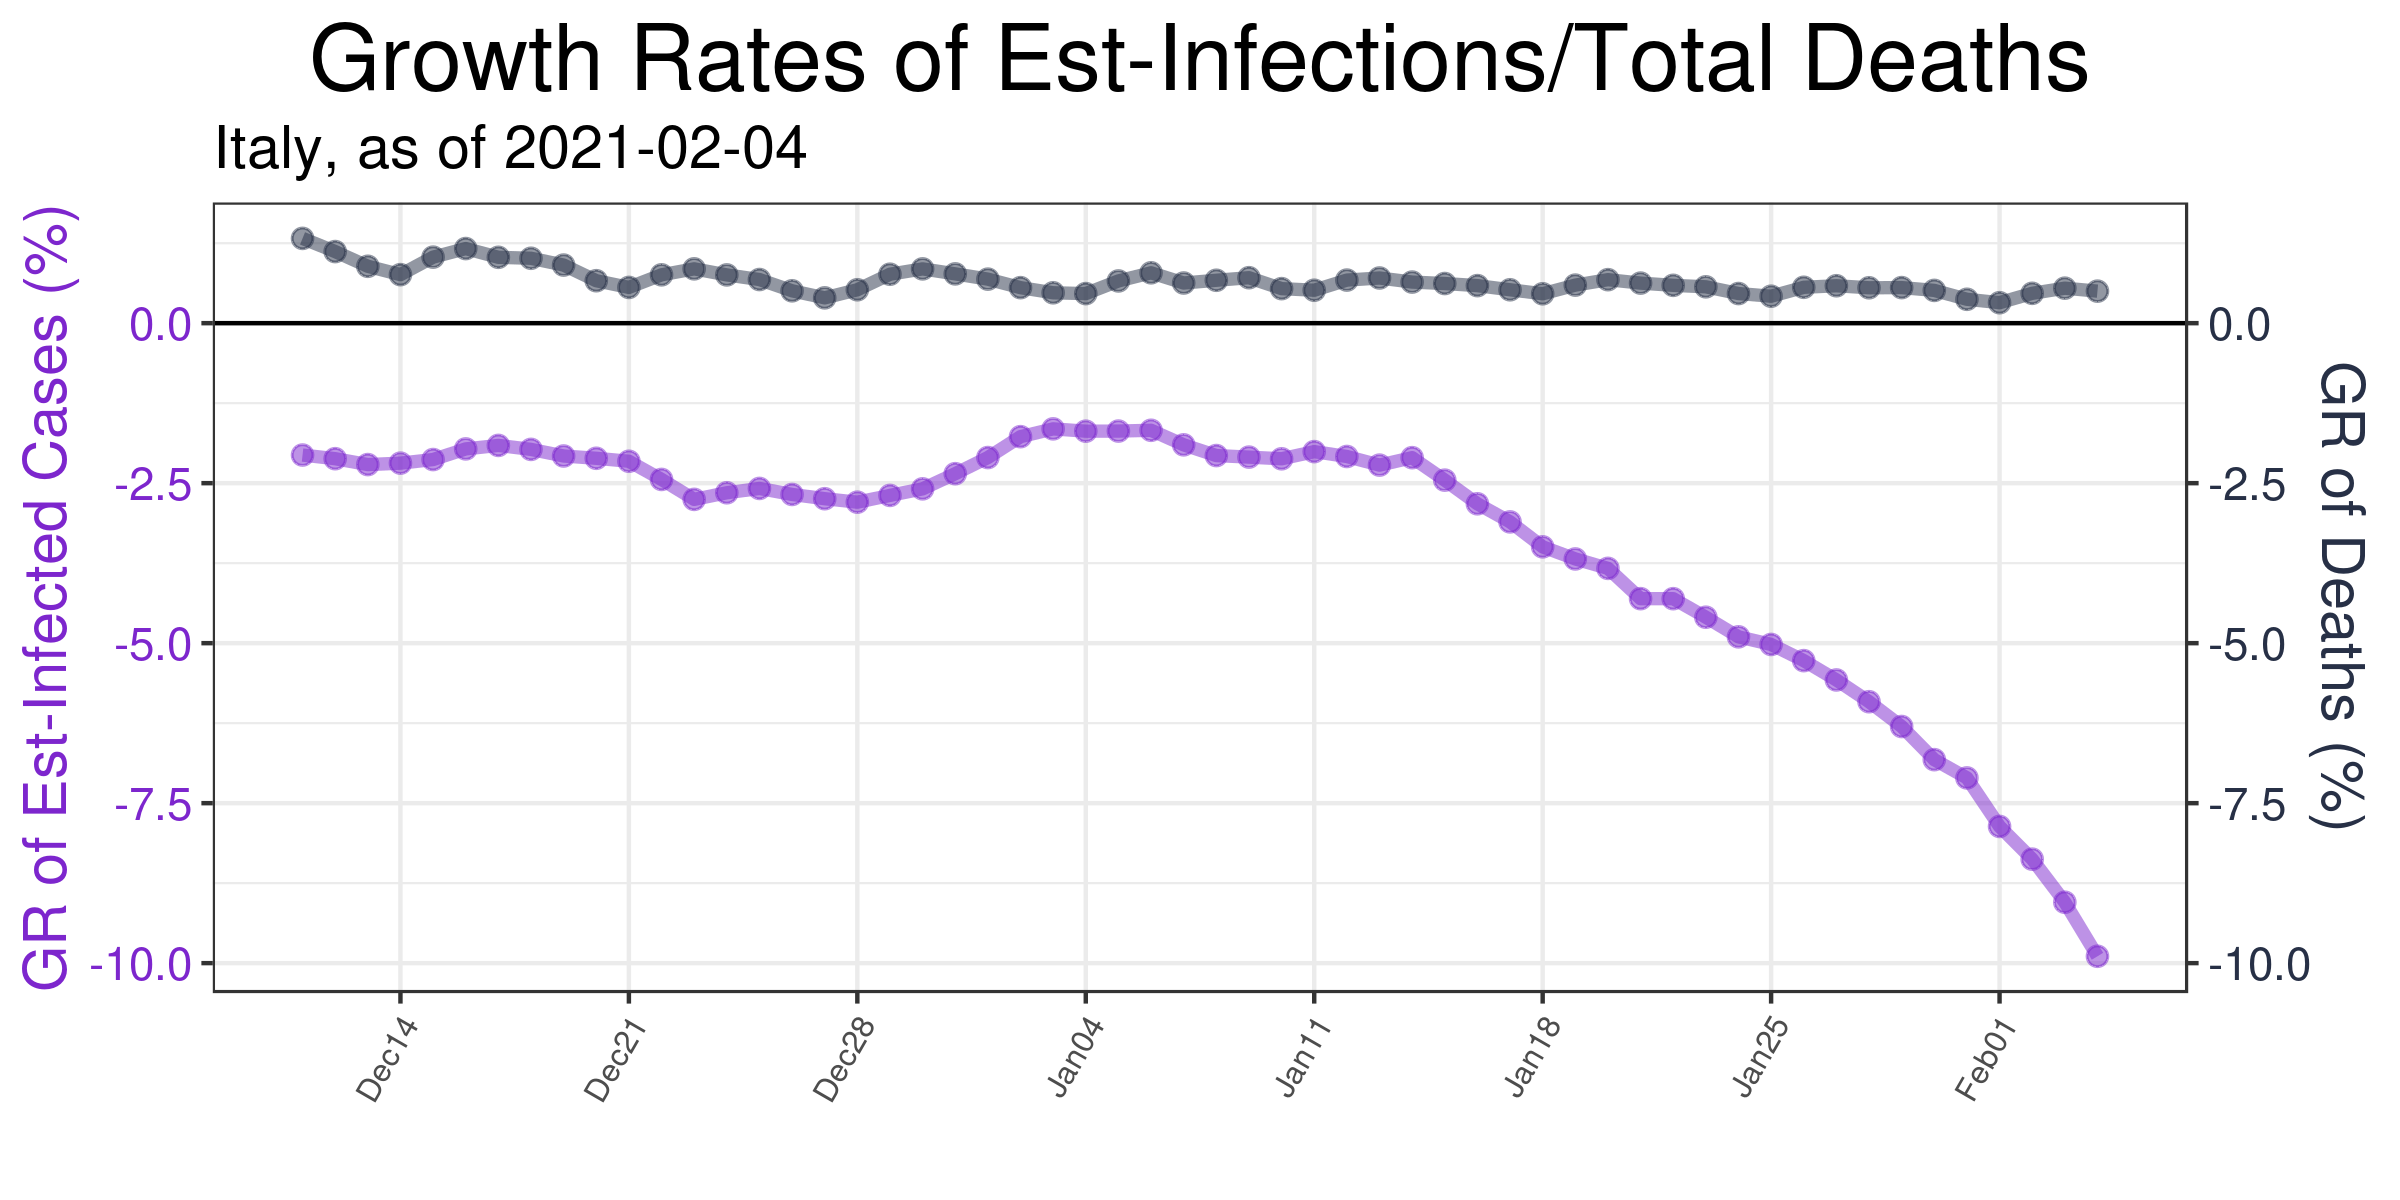 Growth Rates of Est-Infections/Total Deaths
Italy, as of 2021-02-04
GR of Est-Infected Cases (%)
0.0
-2.5
-5.0
-7.5
-10.0
0.0
-2.5
-5.0
-7.5
-10.0
GR of Deaths (%)
Dec14
Dec21
Dec28
Jan04
Jan11
Jan18
Jan25
Feb01